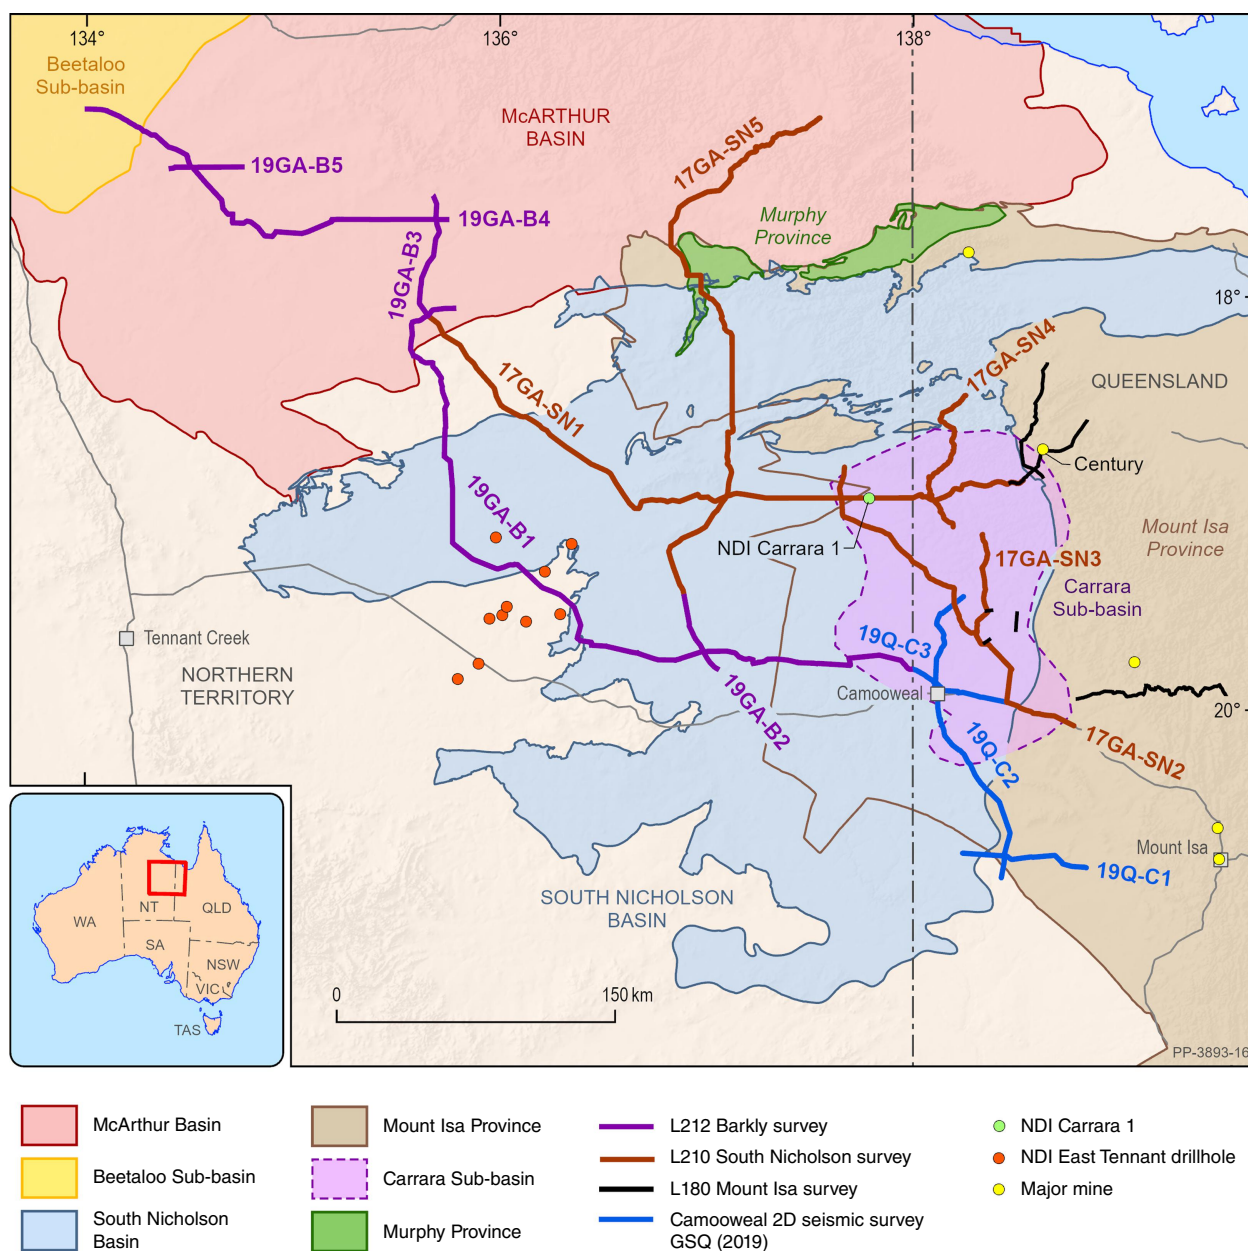 134°
136°
138°
Beetaloo
Sub-basin
McARTHUR
BASIN
17GA-SN5
19GA-B5
19GA-B4
Murphy
Province
19GA-B3
18°
17GA-SN4
17GA-SN1
QUEENSLAND
Century
19GA-B1
NDI Carrara 1
Mount Isa
Province
17GA-SN3
Carrara
Sub-basin
Tennant Creek
19Q-C3
NORTHERN
TERRITORY
Camooweal
19GA-B2
20°
17GA-SN2
19Q-C2
Mount Isa
19Q-C1
SOUTH NICHOLSON
BASIN
WA
NT
QLD
SA
NSW
VIC
TAS
0
150 km
PP-3893-16
McArthur Basin
Beetaloo Sub-basin
South Nicholson
Basin
Mount Isa Province
Carrara Sub-basin
Murphy Province
L212 Barkly survey
L210 South Nicholson survey
L180 Mount Isa survey
Camooweal 2D seismic survey
GSQ (2019)
NDI Carrara 1
NDI East Tennant drillhole
Major mine